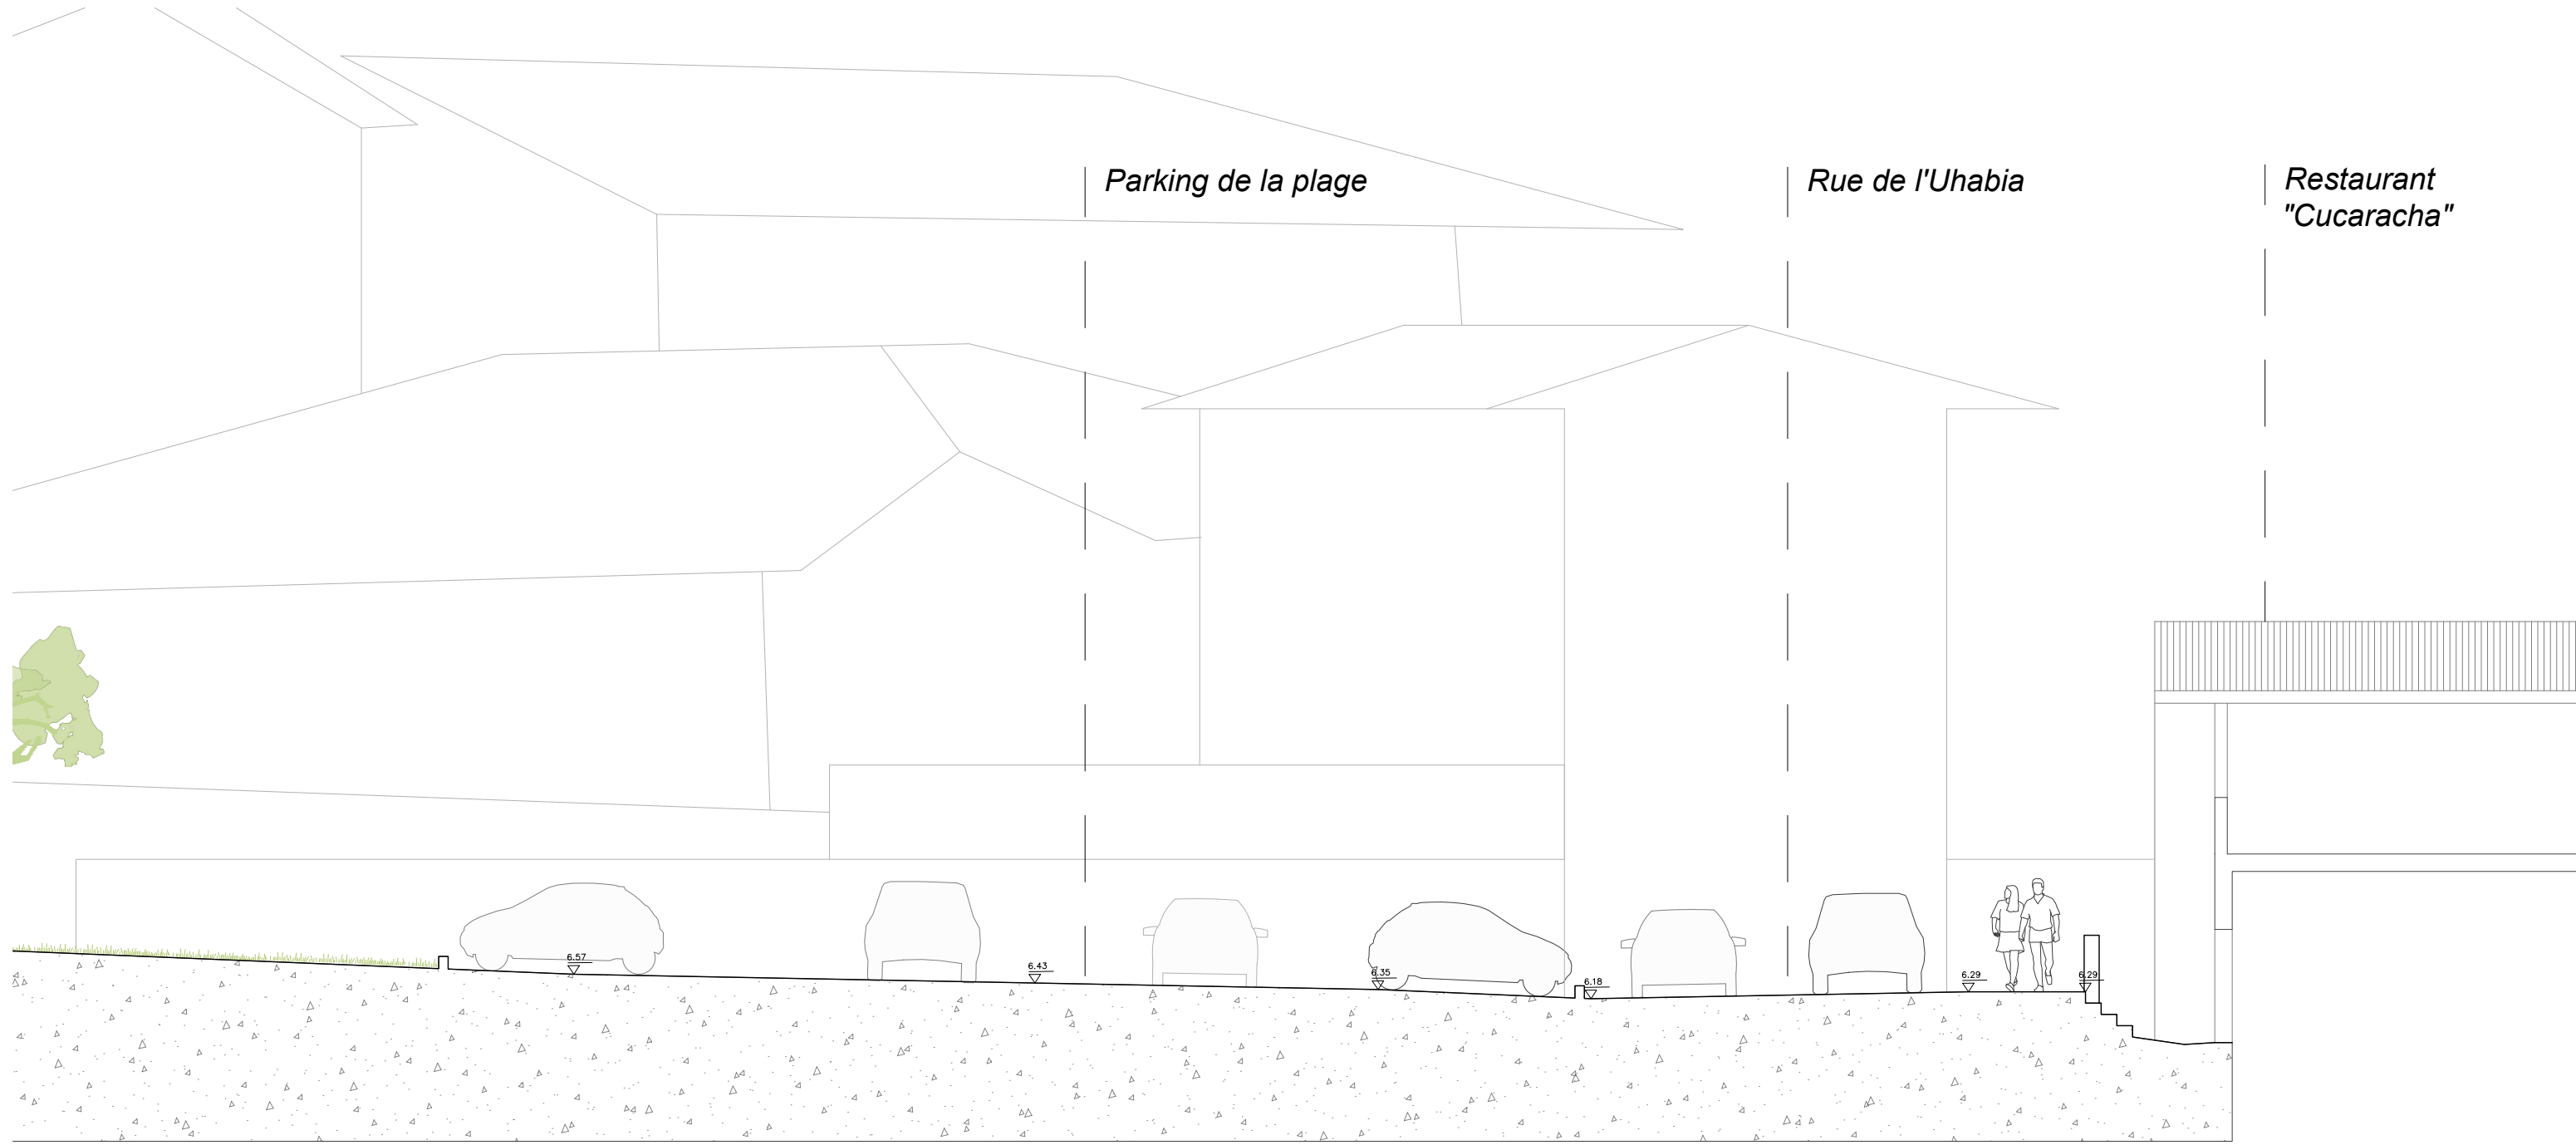 Parking de la plage
Rue de l'Uhabia
Restaurant
"Cucaracha"
6.57
6.43
6.35
6.18
6.29
6.29